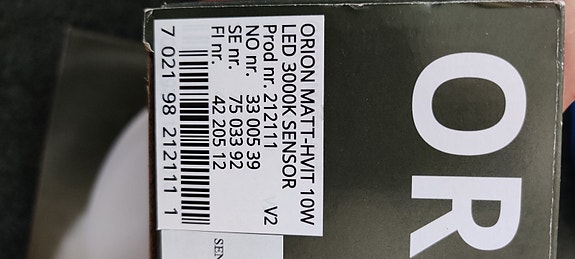 ORION MATT-HVIT 10W
LED 3000K SENSOR
Prod nr. 212111 V2
NO nr. 33 005 39
SE nr. 75 033 92
FI nr. 42 205 12
7 021 98 212111 1
OR
SEN